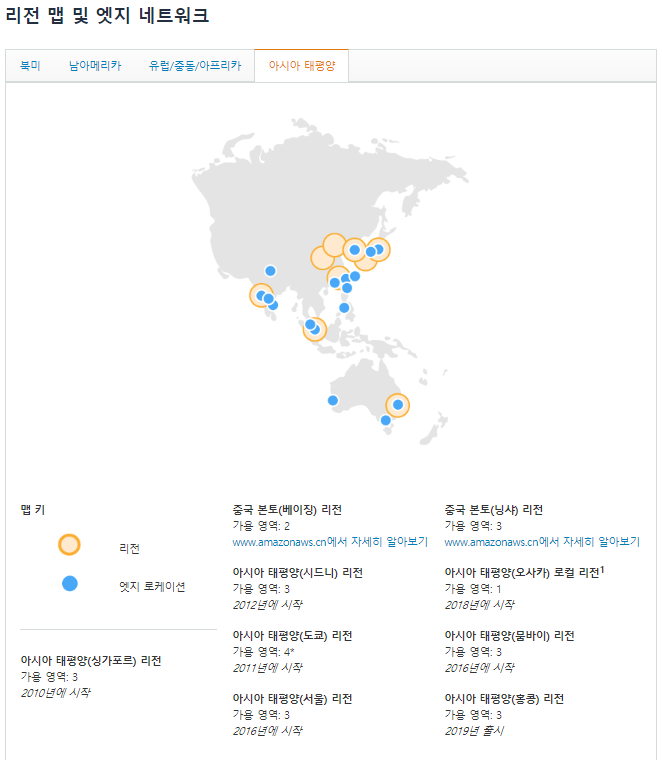 리전 맵 및 엣지 네트워크
북미 남아메리카 유럽/중동/아프리카 아시아 태평양
맵 키
리전
엣지 로케이션
아시아 태평양(싱가포르) 리전
가용 영역: 3
2010년에 시작
중국 본토(베이징) 리전
가용 영역: 2
www.amazonaws.cn에서 자세히 알아보기
아시아 태평양(시드니) 리전
가용 영역: 3
2012년에 시작
아시아 태평양(도쿄) 리전
가용 영역: 4*
2011년에 시작
아시아 태평양(서울) 리전
가용 영역: 3
2016년에 시작
중국 본토(닝샤) 리전
가용 영역: 3
www.amazonaws.cn에서 자세히 알아보기
아시아 태평양(오사카) 로컬 리전1
가용 영역: 1
2018년에 시작
아시아 태평양(뭄바이) 리전
가용 영역: 3
2016년에 시작
아시아 태평양(홍콩) 리전
가용 영역: 3
2019년 출시